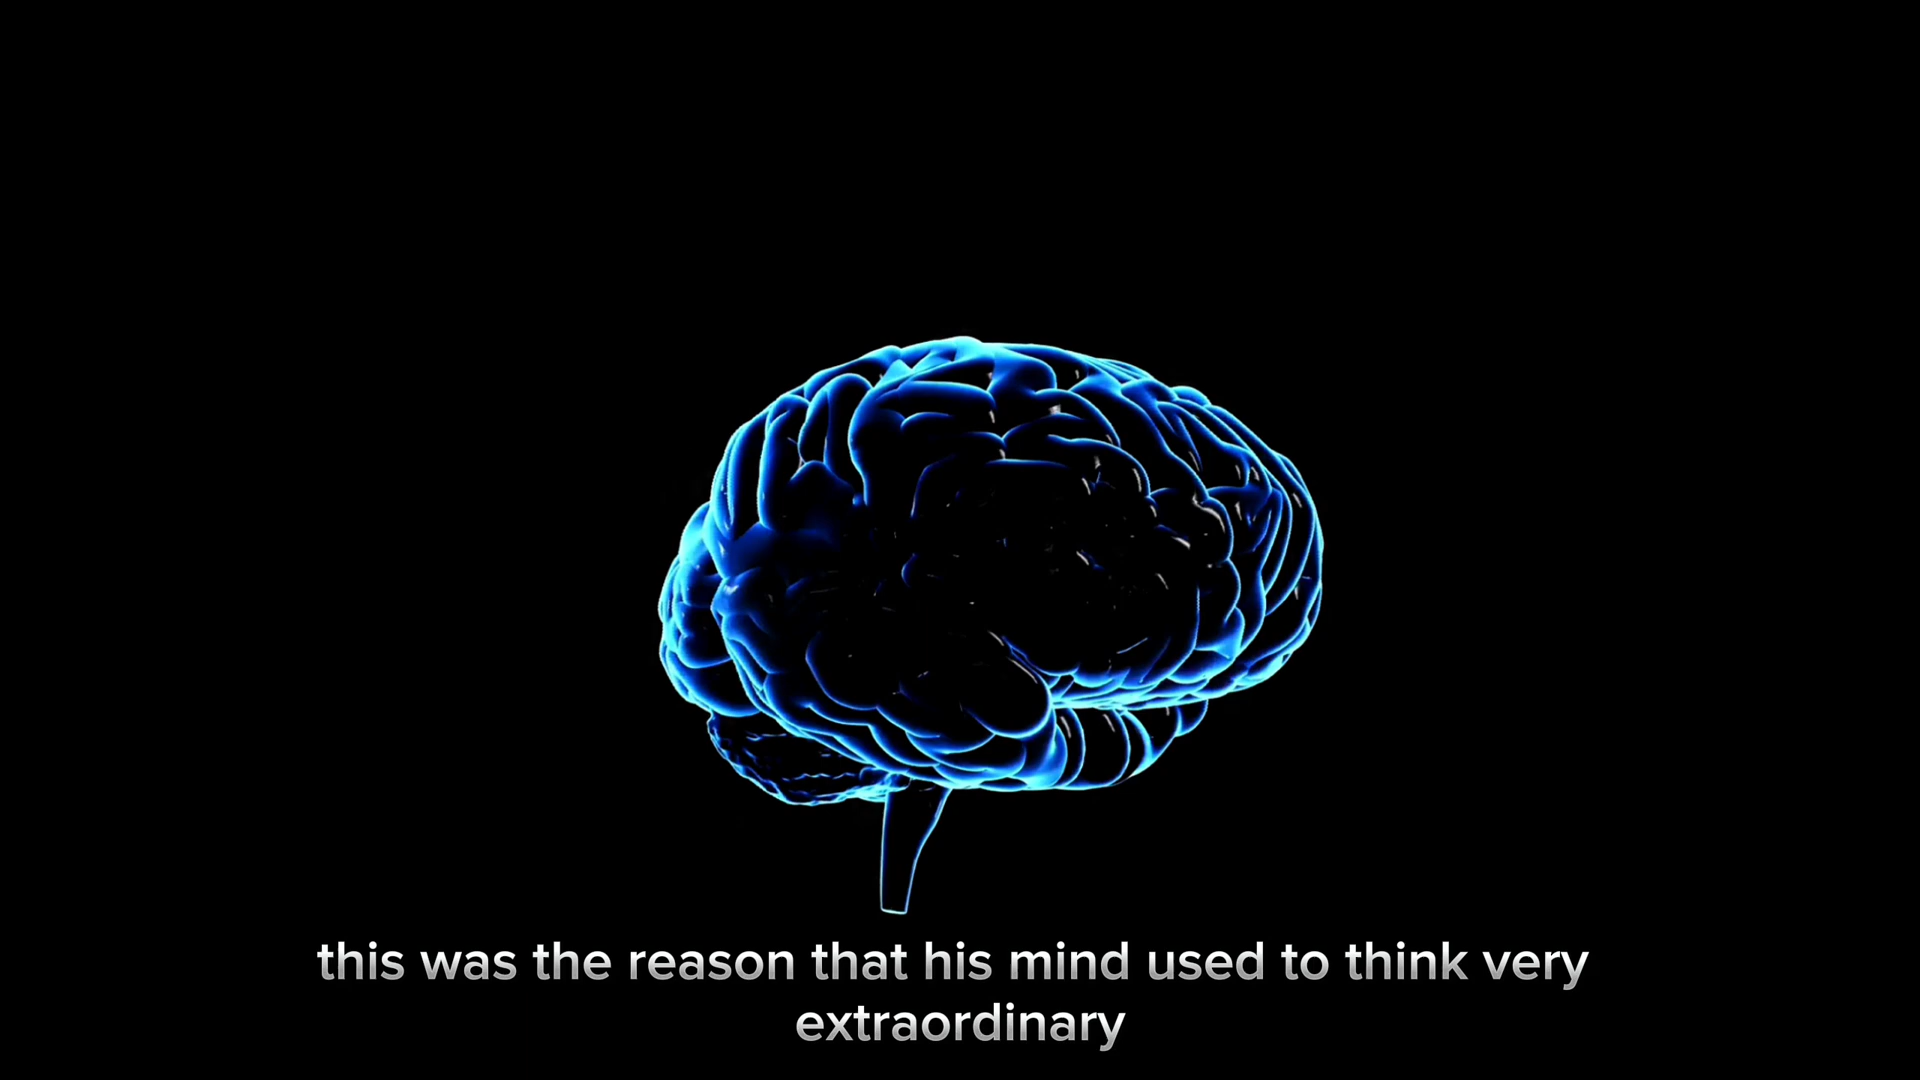 this was the reason that his mind used to think very
extraordinary